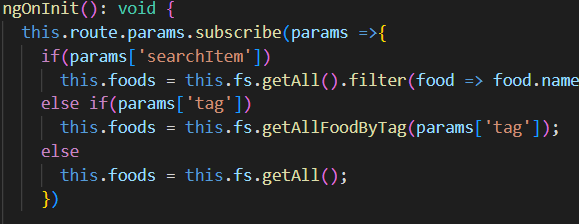 ngOnInit(): void {
this.route.params.subscribe(params =>{
if(params['searchItem'])
this.foods = this.fs.getAll().filter(food => food.name
else if(params['tag'])
this.foods = this.fs.getAllFoodByTag(params['tag']);
else
this.foods = this.fs.getAll();
})